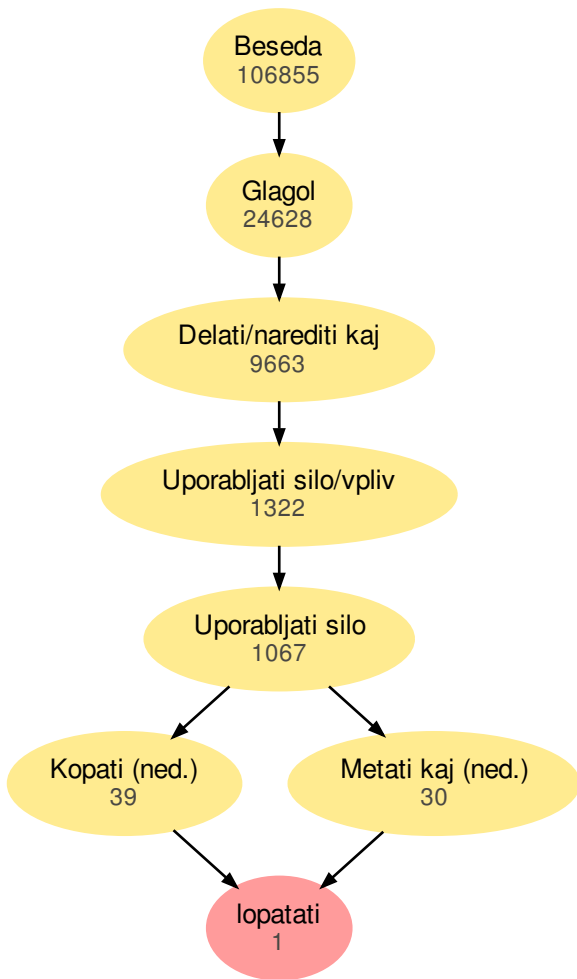 Beseda
106855
Glagol
24628
Delati/narediti kaj
9663
Uporabljati silo/vpliv
1322
Uporabljati silo
1067
Kopati (ned.)
39
Metati kaj (ned.)
30
lopatati
1